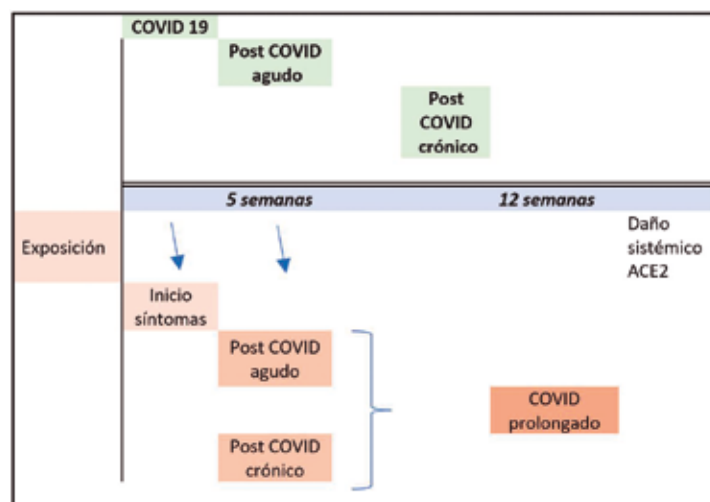 COVID 19
Post COVID
agudo
Post
COVID
crónico
5 semanas
12 semanas
Exposición
Daño
sistémico
ACE2
Inicio
síntomas
Post COVID
agudo
COVID
prolongado
Post COVID
crónico